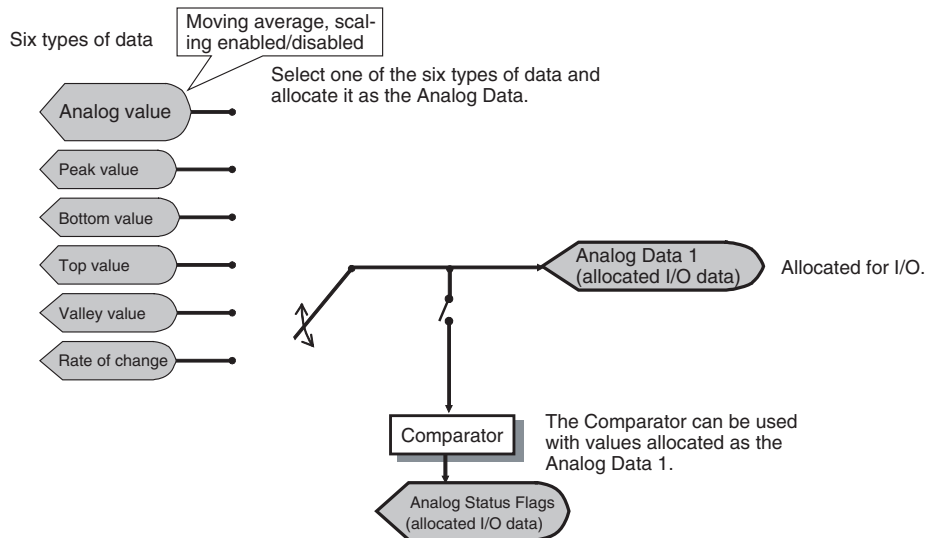 Six types of data
Moving average, scal-
ing enabled/disabled
Select one of the six types of data and
allocate it as the Analog Data.
Analog value
Peak value
Bottom value
Top value
Valley value
Rate of change
Analog Data 1
(allocated I/O data)
Allocated for I/O.
Comparator
The Comparator can be used
with values allocated as the
Analog Data 1.
Analog Status Flags
(allocated I/O data)